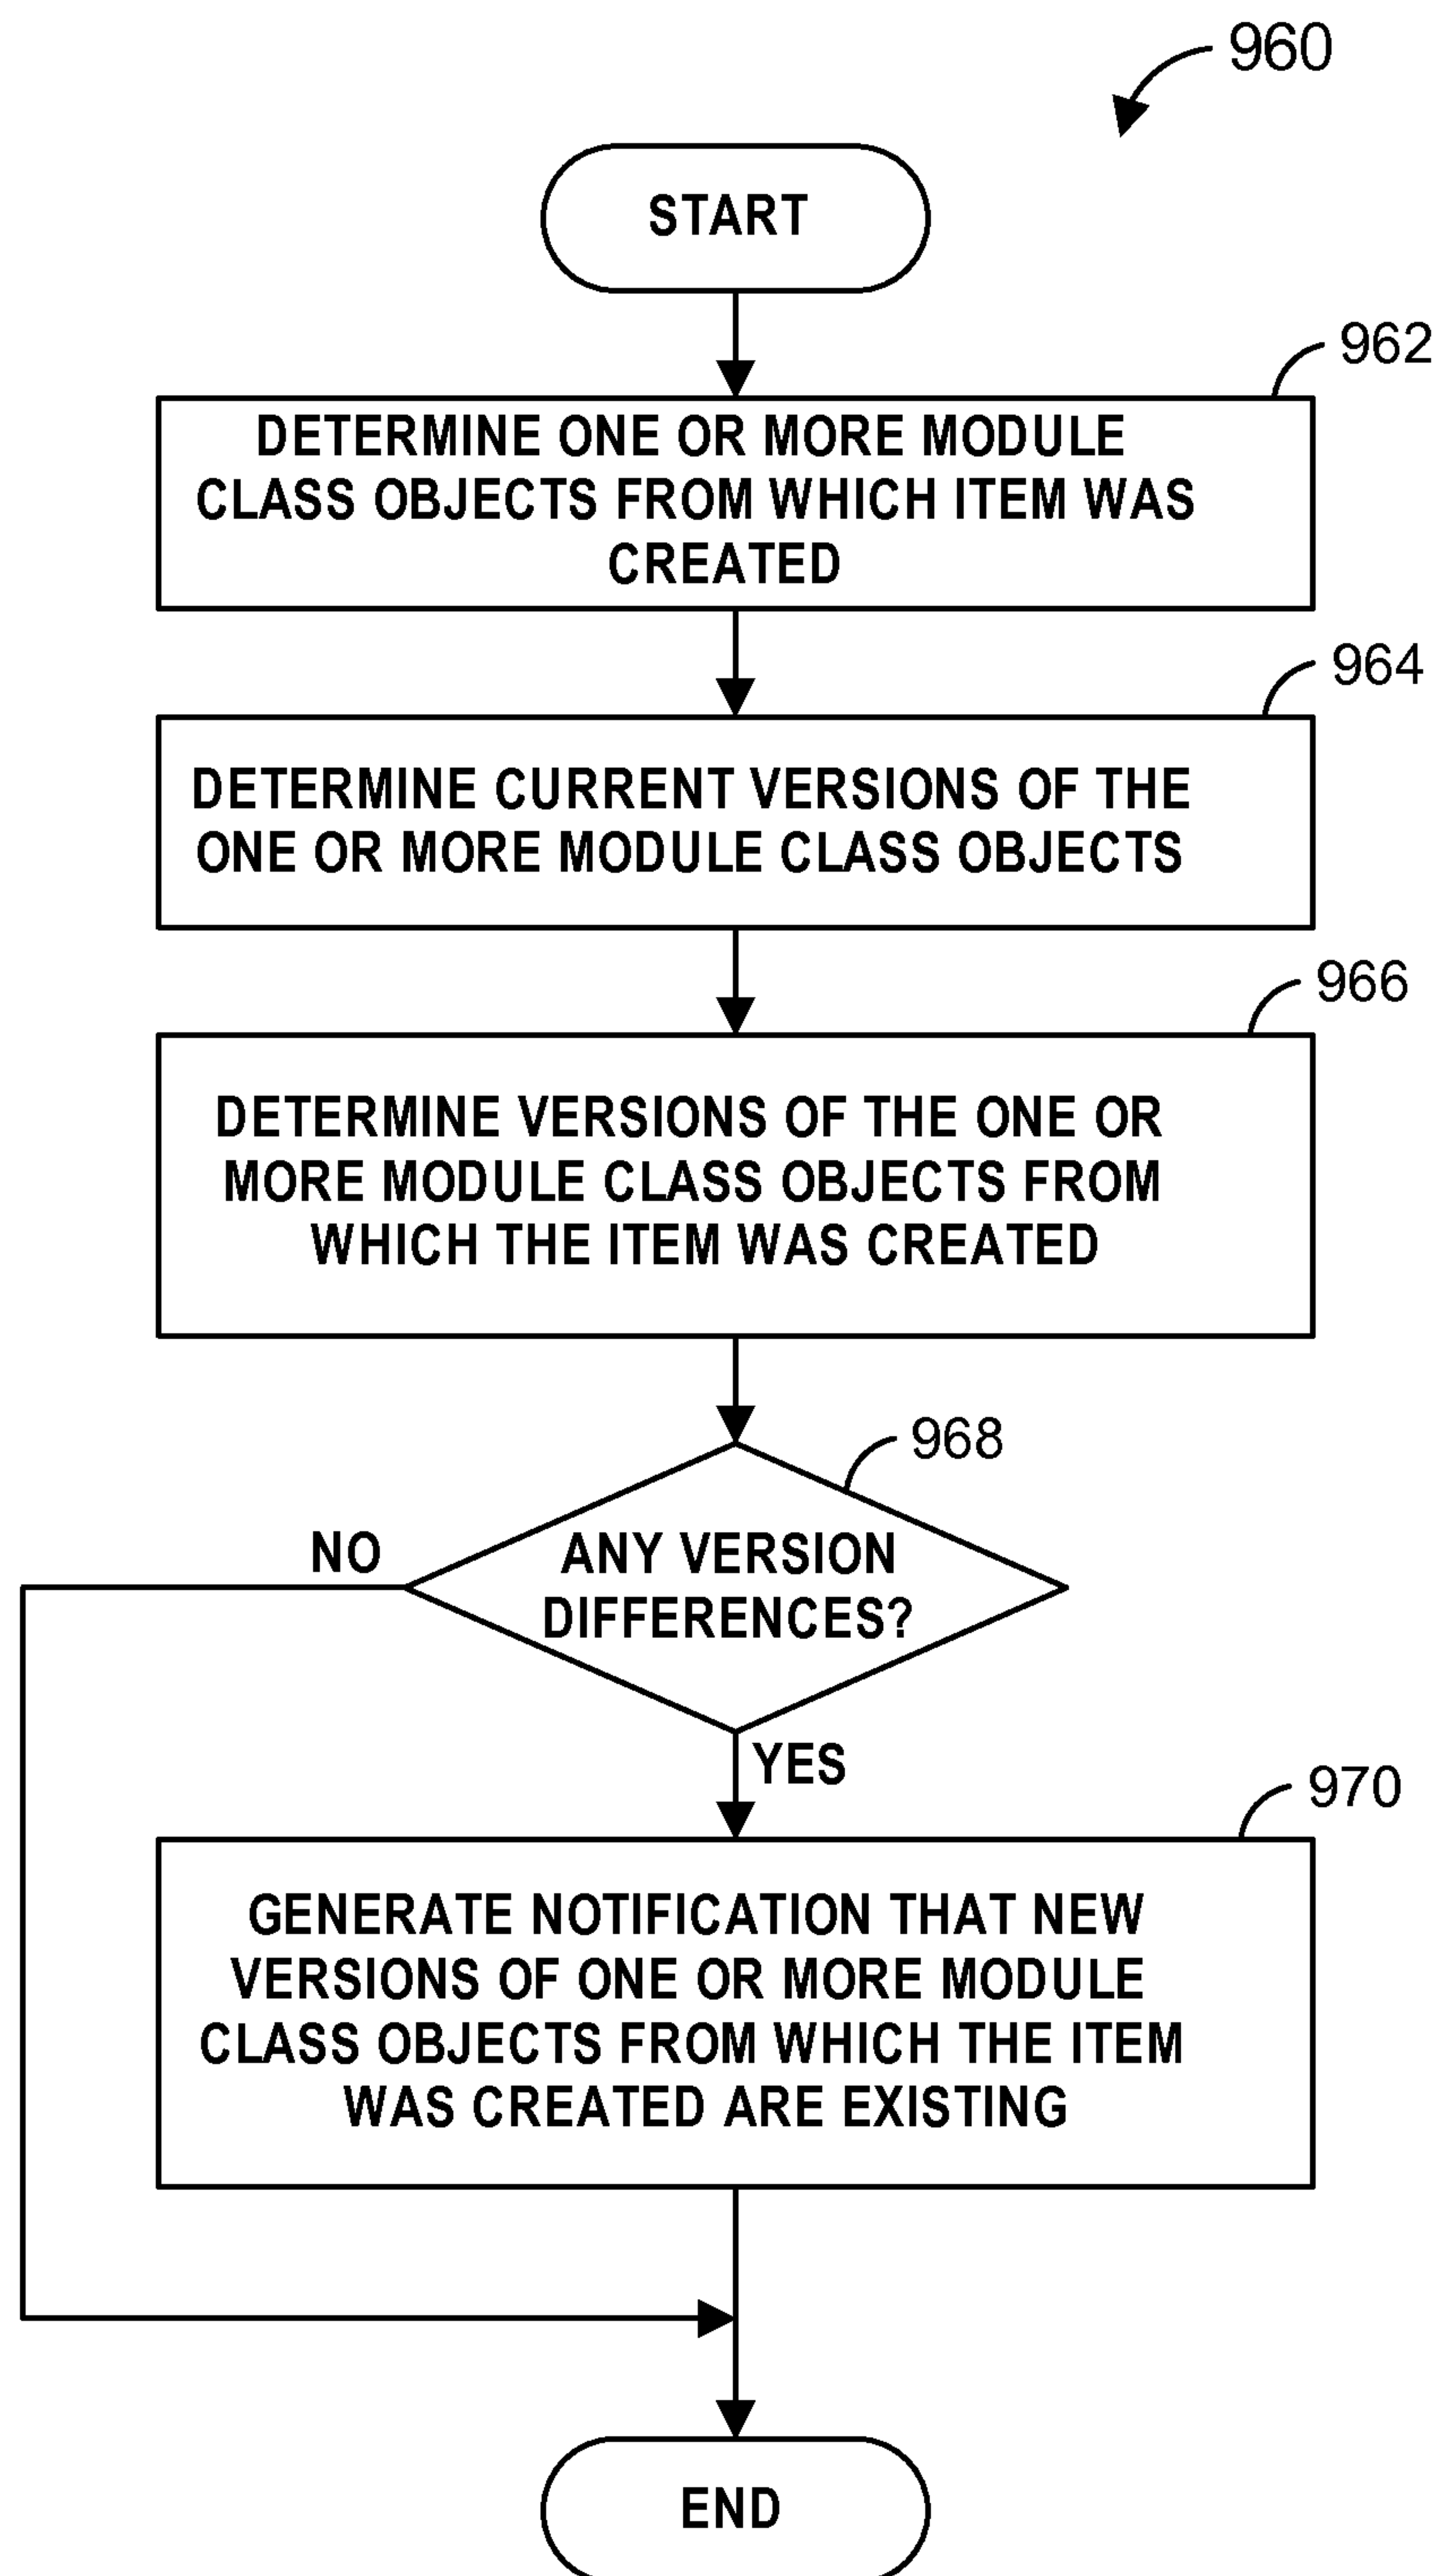 960
START
962
DETERMINE ONE OR MORE MODULE
CLASS OBJECTS FROM WHICH ITEM WAS
CREATED
964
DETERMINE CURRENT VERSIONS OF THE
ONE OR MORE MODULE CLASS OBJECTS
966
DETERMINE VERSIONS OF THE ONE OR
MORE MODULE CLASS OBJECTS FROM
WHICH THE ITEM WAS CREATED
968
NO
ANY VERSION
DIFFERENCES?
YES
970
GENERATE NOTIFICATION THAT NEW
VERSIONS OF ONE OR MORE MODULE
CLASS OBJECTS FROM WHICH THE ITEM
WAS CREATED ARE EXISTING
END